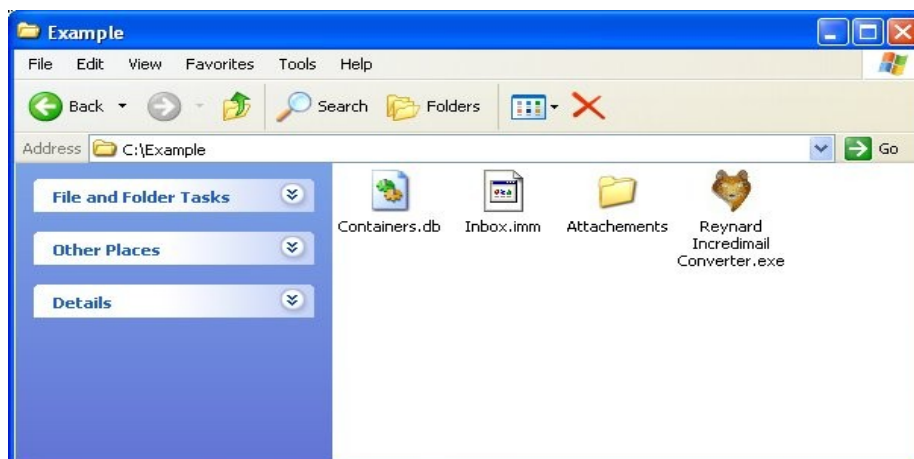 Example
File Edit View Favorites Tools Help
Back Search Folders
Address C:\Example Go
File and Folder Tasks
Other Places
Details
Containers.db Inbox.imm Attachements Reynard
Incredimail
Converter.exe